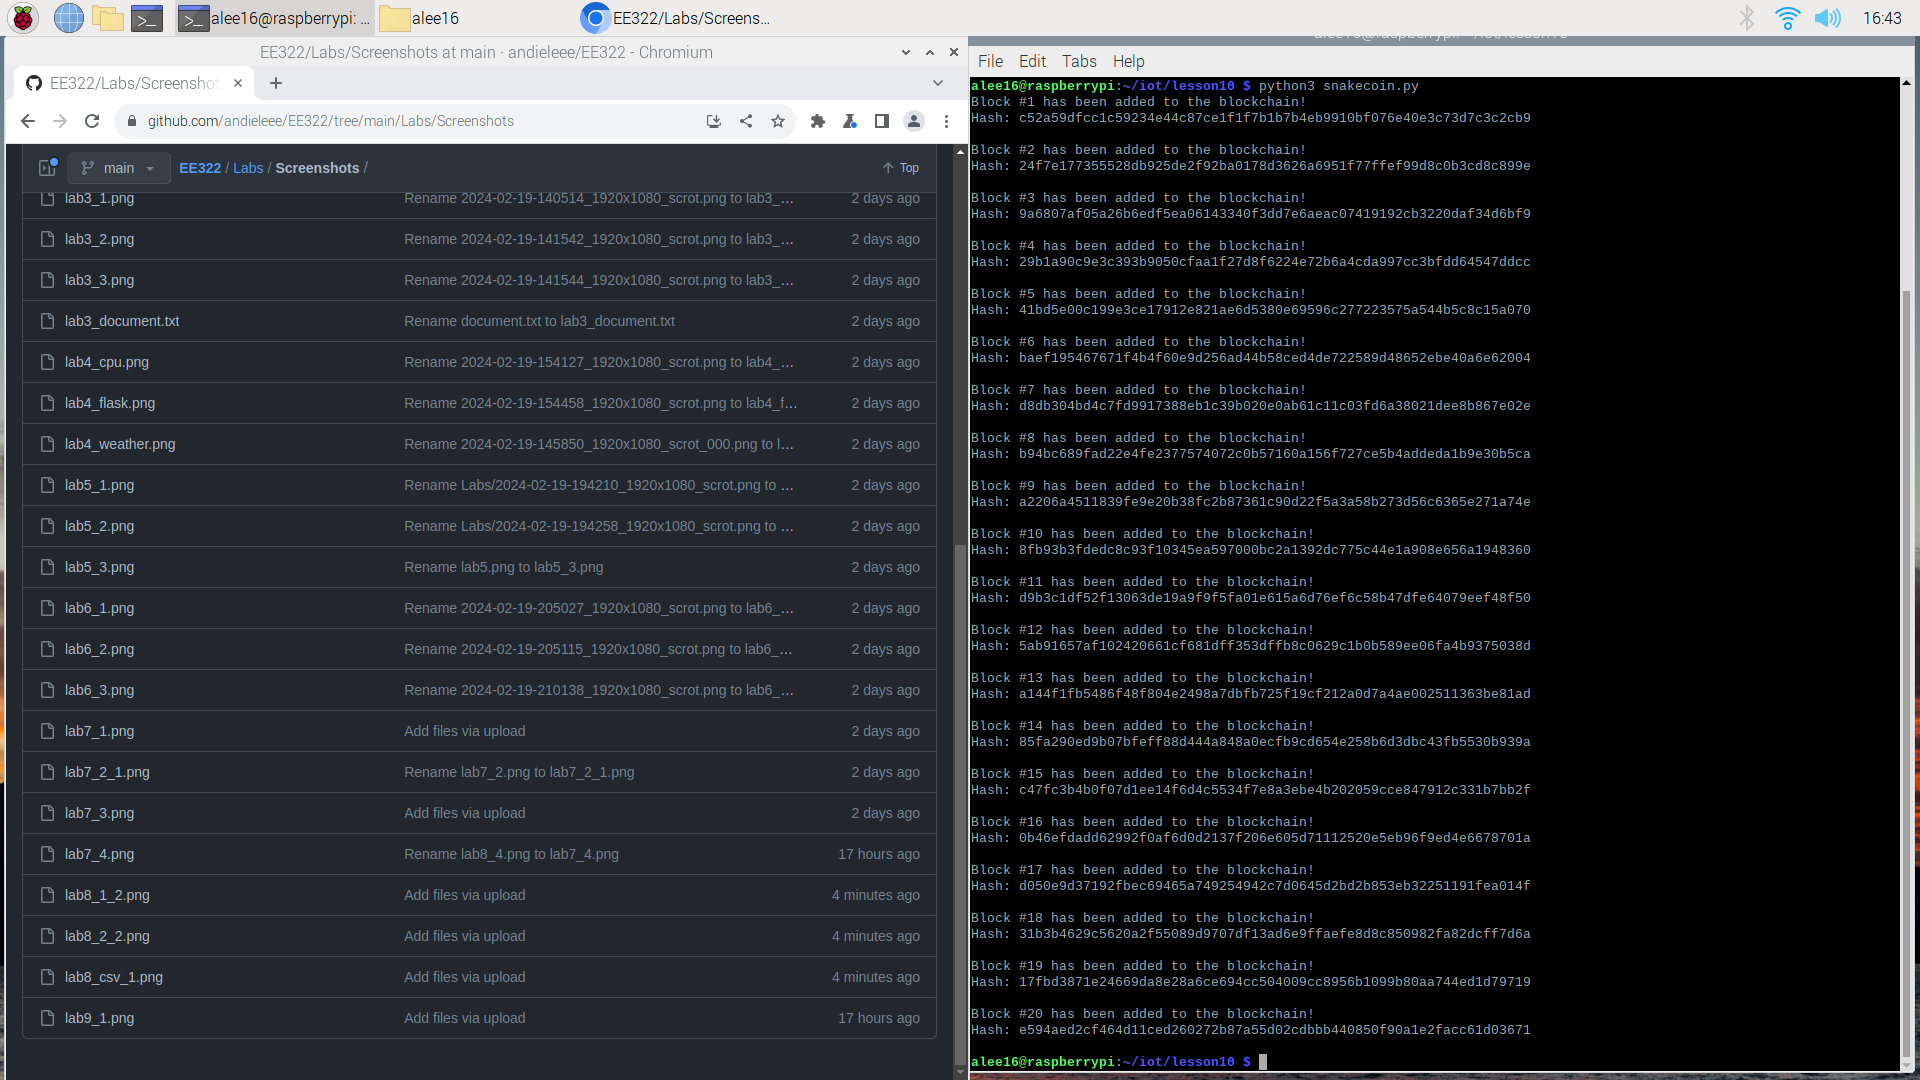 alee16@raspberrypi: ...
alee16
EE322/Labs/Screens...
16:43
EE322/Labs/Screenshots at main · andieleee/EE322 - Chromium
EE322/Labs/Screenshot
github.com/andieleee/EE322/tree/main/Labs/Screenshots
main
EE322 / Labs / Screenshots /
Top
lab3_1.png Rename 2024-02-19-140514_1920x1080_scrot.png to lab3_... 2 days ago
lab3_2.png Rename 2024-02-19-141542_1920x1080_scrot.png to lab3_... 2 days ago
lab3_3.png Rename 2024-02-19-141544_1920x1080_scrot.png to lab3_... 2 days ago
lab3_document.txt Rename document.txt to lab3_document.txt 2 days ago
lab4_cpu.png Rename 2024-02-19-154127_1920x1080_scrot.png to lab4_... 2 days ago
lab4_flask.png Rename 2024-02-19-154458_1920x1080_scrot.png to lab4_f... 2 days ago
lab4_weather.png Rename 2024-02-19-145850_1920x1080_scrot_000.png to l... 2 days ago
lab5_1.png Rename Labs/2024-02-19-194210_1920x1080_scrot.png to ... 2 days ago
lab5_2.png Rename Labs/2024-02-19-194258_1920x1080_scrot.png to ... 2 days ago
lab5_3.png Rename lab5.png to lab5_3.png 2 days ago
lab6_1.png Rename 2024-02-19-205027_1920x1080_scrot.png to lab6_... 2 days ago
lab6_2.png Rename 2024-02-19-205115_1920x1080_scrot.png to lab6_... 2 days ago
lab6_3.png Rename 2024-02-19-210138_1920x1080_scrot.png to lab6_... 2 days ago
lab7_1.png Add files via upload 2 days ago
lab7_2_1.png Rename lab7_2.png to lab7_2_1.png 2 days ago
lab7_3.png Add files via upload 2 days ago
lab7_4.png Rename lab8_4.png to lab7_4.png 17 hours ago
lab8_1_2.png Add files via upload 4 minutes ago
lab8_2_2.png Add files via upload 4 minutes ago
lab8_csv_1.png Add files via upload 4 minutes ago
lab9_1.png Add files via upload 17 hours ago
File Edit Tabs Help
alee16@raspberrypi:~/iot/lesson10 $ python3 snakecoin.py
Block #1 has been added to the blockchain!
Hash: c52a59dfcc1c59234e44c87ce1f1f7b1b7b4eb9910bf076e40e3c73d7c3c2cb9
Block #2 has been added to the blockchain!
Hash: 24f7e177355528db925de2f92ba0178d3626a6951f77ffef99d8c0b3cd8c899e
Block #3 has been added to the blockchain!
Hash: 9a6807af05a26b6edf5ea06143340f3dd7e6aeac07419192cb3220daf34d6bf9
Block #4 has been added to the blockchain!
Hash: 29b1a90c9e3c393b9050cfaa1f27d8f6224e72b6a4cda997cc3bfdd64547ddcc
Block #5 has been added to the blockchain!
Hash: 41bd5e00c199e3ce17912e821ae6d5380e69596c277223575a544b5c8c15a070
Block #6 has been added to the blockchain!
Hash: baef195467671f4b4f60e9d256ad44b58ced4de722589d48652ebe40a6e62004
Block #7 has been added to the blockchain!
Hash: d8db304bd4c7fd9917388eb1c39b020e0ab61c11c03fd6a38021dee8b867e02e
Block #8 has been added to the blockchain!
Hash: b94bc689fad22e4fe2377574072c0b57160a156f727ce5b4addeda1b9e30b5ca
Block #9 has been added to the blockchain!
Hash: a2206a4511839fe9e20b38fc2b87361c90d22f5a3a58b273d56c6365e271a74e
Block #10 has been added to the blockchain!
Hash: 8fb93b3fdedc8c93f10345ea597000bc2a1392dc775c44e1a908e656a1948360
Block #11 has been added to the blockchain!
Hash: d9b3c1df52f13063de19a9f9f5fa01e615a6d76ef6c58b47dfe64079eef48f50
Block #12 has been added to the blockchain!
Hash: 5ab91657af102420661cf681dff353dffb8c0629c1b0b589ee06fa4b9375038d
Block #13 has been added to the blockchain!
Hash: a144f1fb5486f48f804e2498a7dbfb725f19cf212a0d7a4ae002511363be81ad
Block #14 has been added to the blockchain!
Hash: 85fa290ed9b07bfeff88d444a848a0ecfb9cd654e258b6d3dbc43fb5530b939a
Block #15 has been added to the blockchain!
Hash: c47fc3b4b0f07d1ee14f6d4c5534f7e8a3ebe4b202059cce847912c331b7bb2f
Block #16 has been added to the blockchain!
Hash: 0b46efdadd62992f0af6d0d2137f206e605d71112520e5eb96f9ed4e6678701a
Block #17 has been added to the blockchain!
Hash: d050e9d37192fbec69465a749254942c7d0645d2bd2b853eb32251191fea014f
Block #18 has been added to the blockchain!
Hash: 31b3b4629c5620a2f55089d9707df13ad6e9ffaefe8d8c850982fa82dcff7d6a
Block #19 has been added to the blockchain!
Hash: 17fbd3871e24669da8e28a6ce694cc504009cc8956b1099b80aa744ed1d79719
Block #20 has been added to the blockchain!
Hash: e594aed2cf464d11ced260272b87a55d02cdbbb440850f90a1e2facc61d03671
alee16@raspberrypi:~/iot/lesson10 $